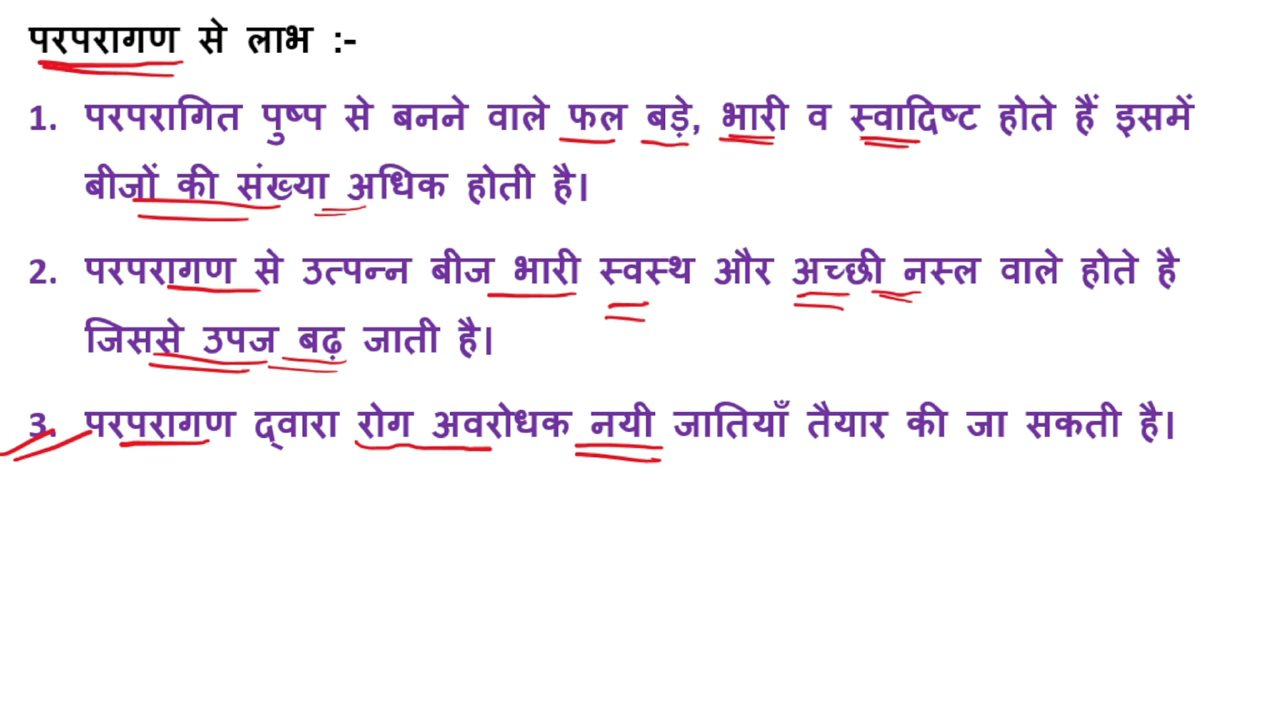 परपरागण से लाभ :-
1. परपरागित पुष्प से बनने वाले फल बड़े, भारी व स्वादिष्ट होते हैं इसमें
बीजों की संख्या अधिक होती है।
2. परपरागण से उत्पन्न बीज भारी स्वस्थ और अच्छी नस्ल वाले होते है
जिससे उपज बढ़ जाती है।
3. परपरागण द्वारा रोग अवरोधक नयी जातियाँ तैयार की जा सकती है।